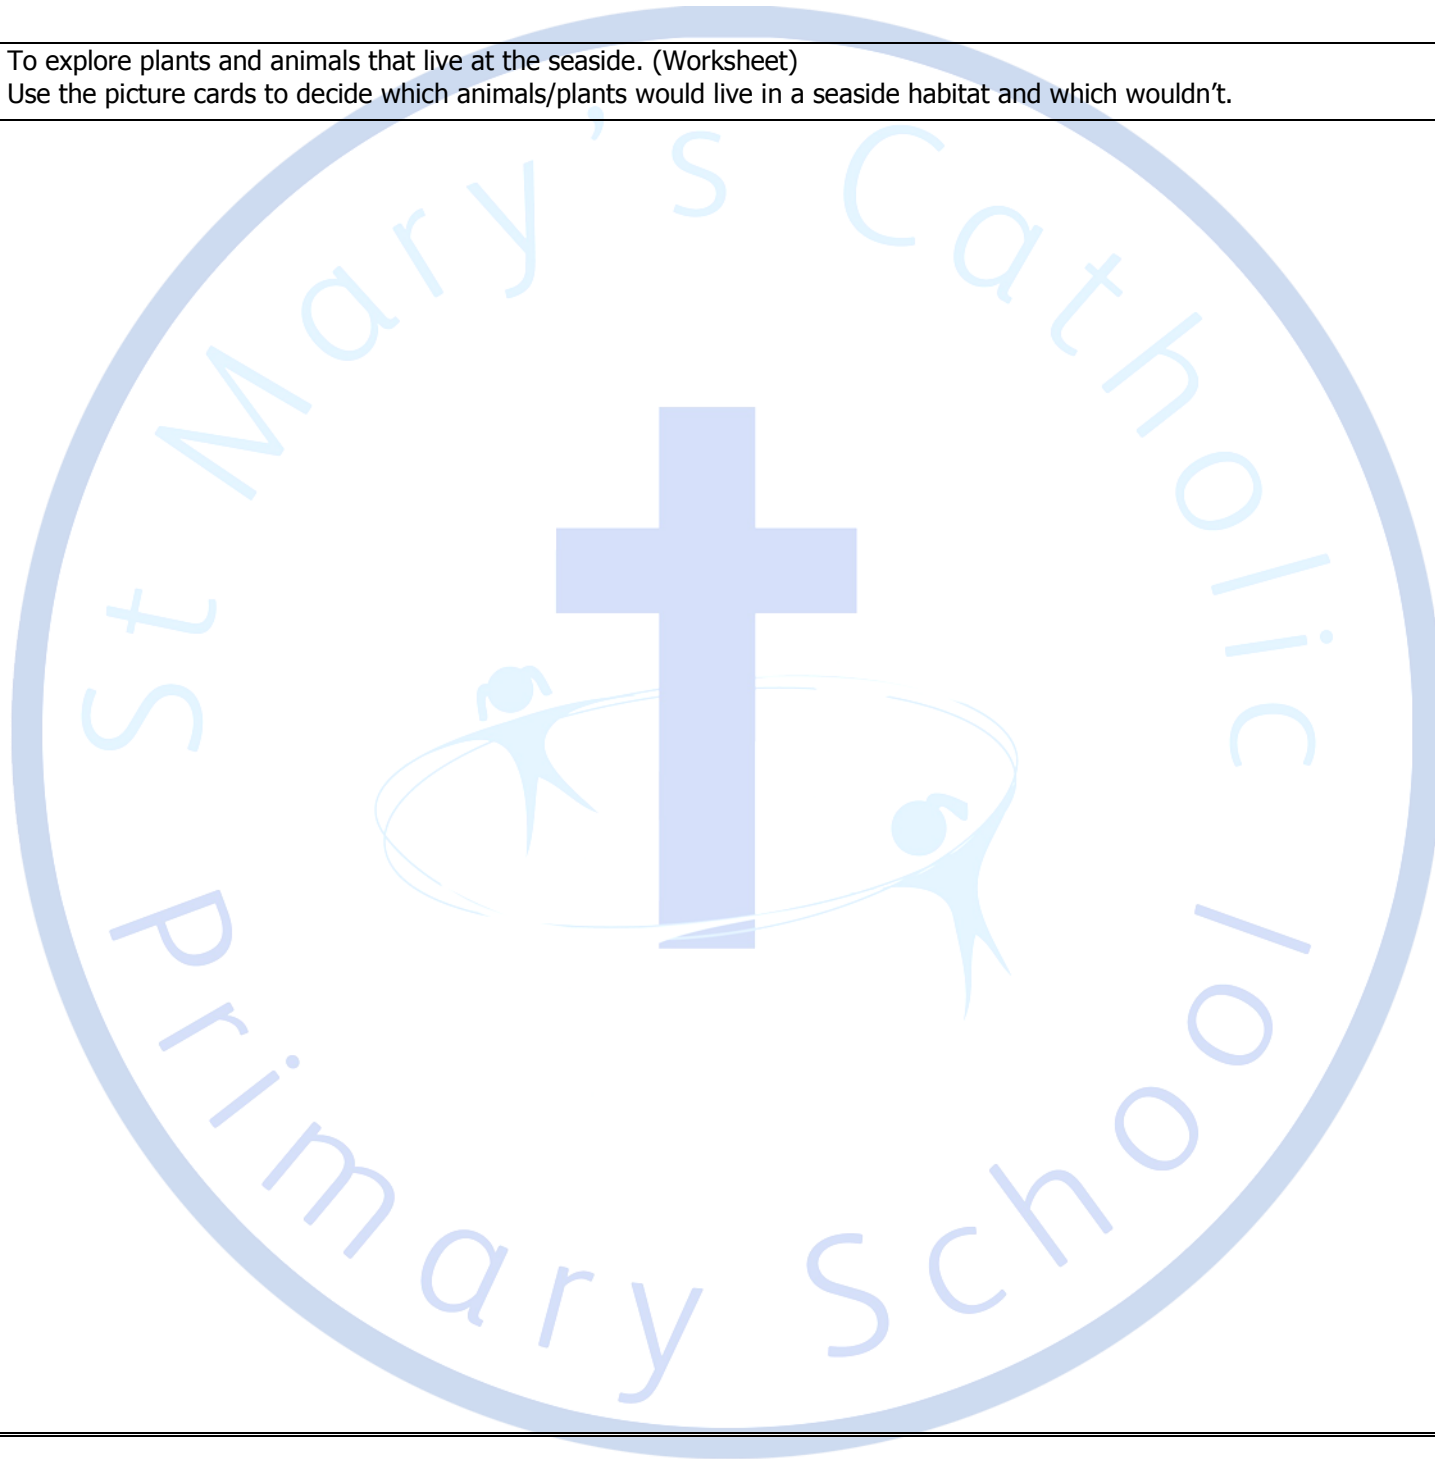 To explore plants and animals that live at the seaside. (Worksheet)
Use the picture cards to decide which animals/plants would live in a seaside habitat and which wouldn't.
St Mary's Catholic
Primary School